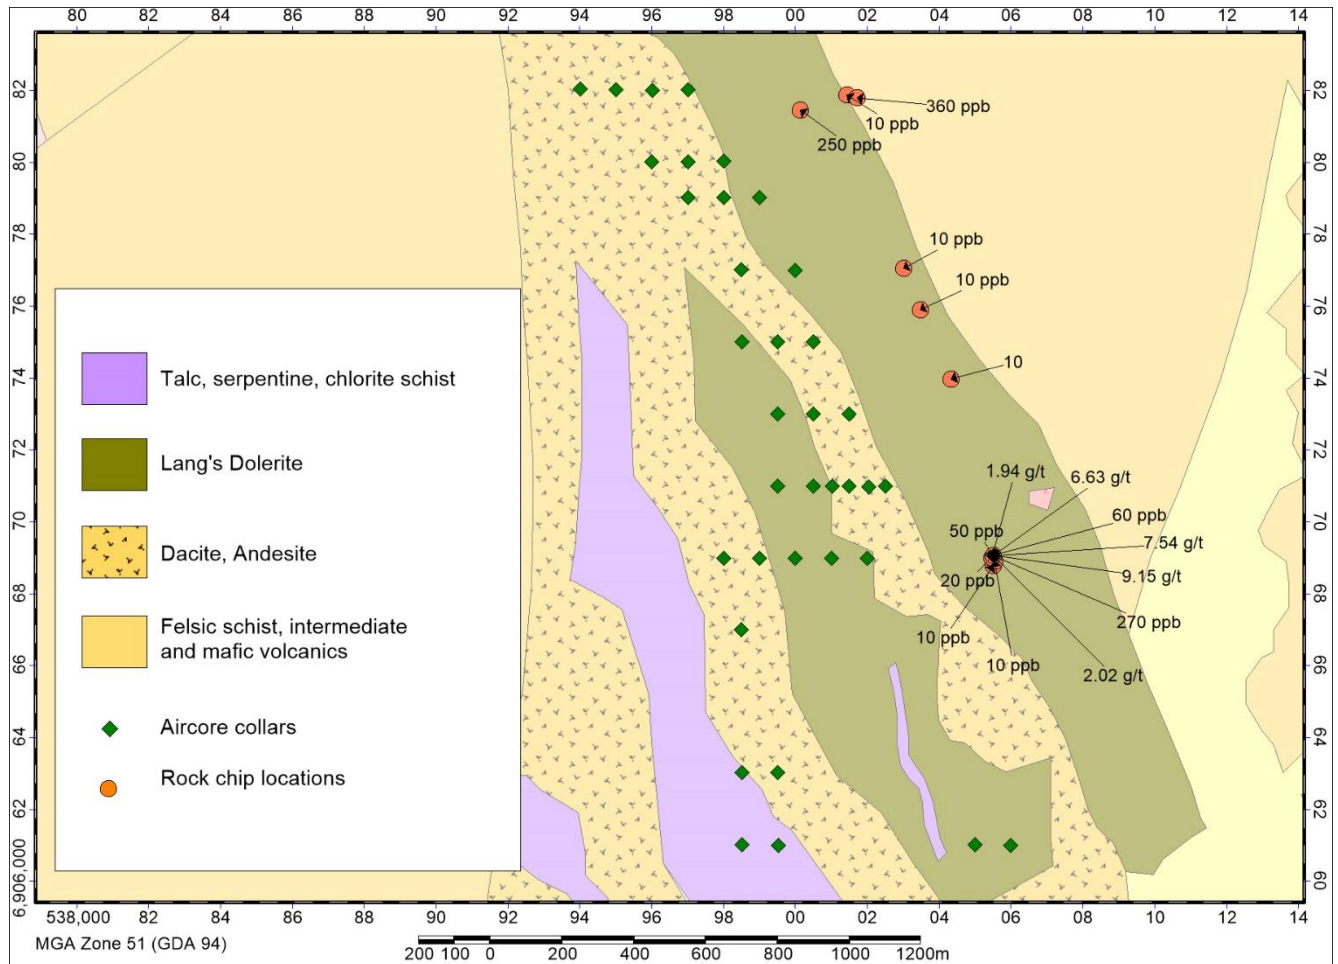 80 82 84 86 88 90 92 94 96 98 00 02 04 06 08 10 12 14
82 82
360 ppb
10 ppb
250 ppb
80 80
78 78
10 ppb
10 ppb
76 76
Talc, serpentine, chlorite schist
74 74
10
Lang's Dolerite
72 72
1.94 g/t
6.63 g/t
70 70
50 ppb
60 ppb
7.54 g/t
Dacite, Andesite
20 ppb
9.15 g/t
68 68
270 ppb
Felsic schist, intermediate
and mafic volcanics
10 ppb
10 ppb
2.02 g/t
66 66
Aircore collars
64 94
Rock chip locations
62 92
6,906,000 60
538,000 82 84 86 88 90 92 94 96 98 00 02 04 06 08 10 12 14
MGA Zone 51 (GDA 94)
200 100 0 200 400 600 800 1000 1200m